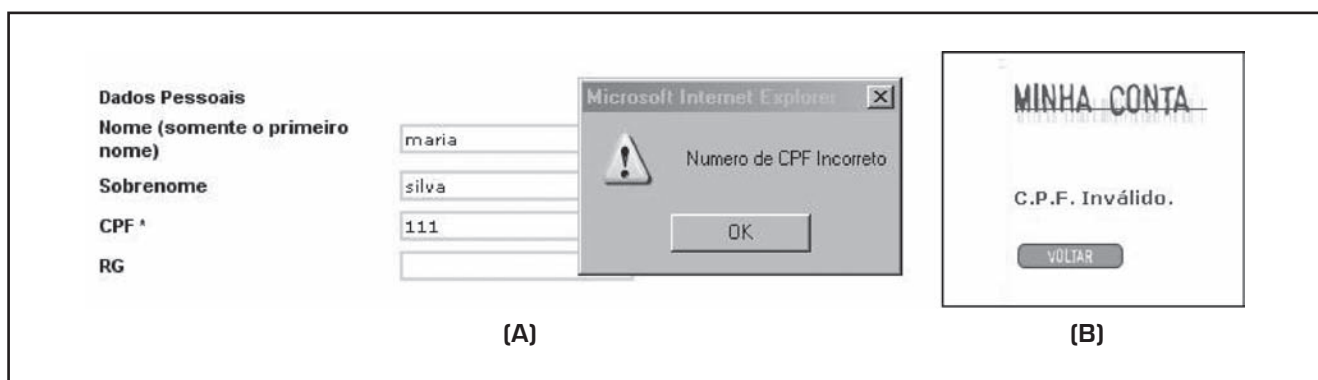 Dados Pessoais
Nome (somente o primeiro
nome)
maria
Sobrenome
silva
CPF *
111
RG
Microsoft Internet Explorer
Numero de CPF Incorreto
OK
(A)
MINHA CONTA
C.P.F. Inválido.
VOLTAR
(B)